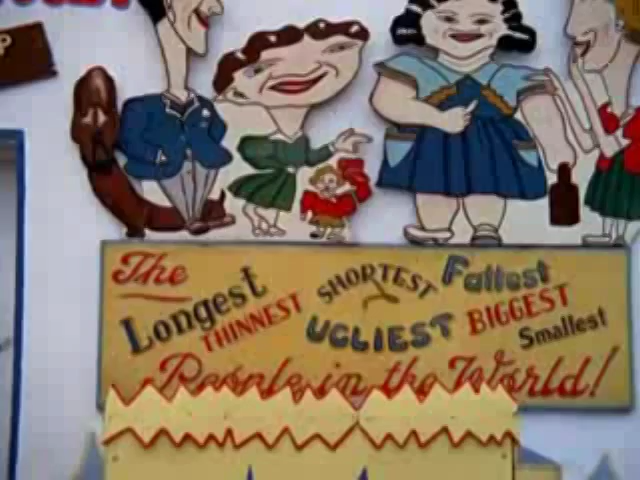 The
Longest
THINNEST
SHORTEST
UGLIEST
Fattest
BIGGEST
Smallest
People in the World!